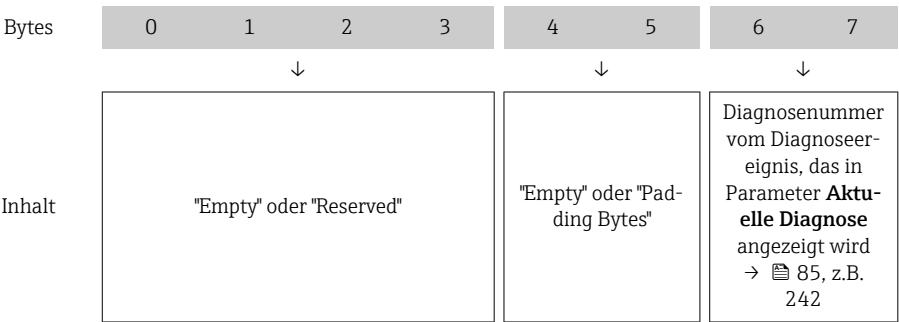 Bytes 0 1 2 3 4 5 6 7
↓ ↓ ↓
Inhalt
"Empty" oder "Reserved"
"Empty" oder "Pad-
ding Bytes"
Diagnosenummer
vom Diagnoseer-
eignis, das in
Parameter Aktu-
elle Diagnose
angezeigt wird
→ 85, z.B.
242